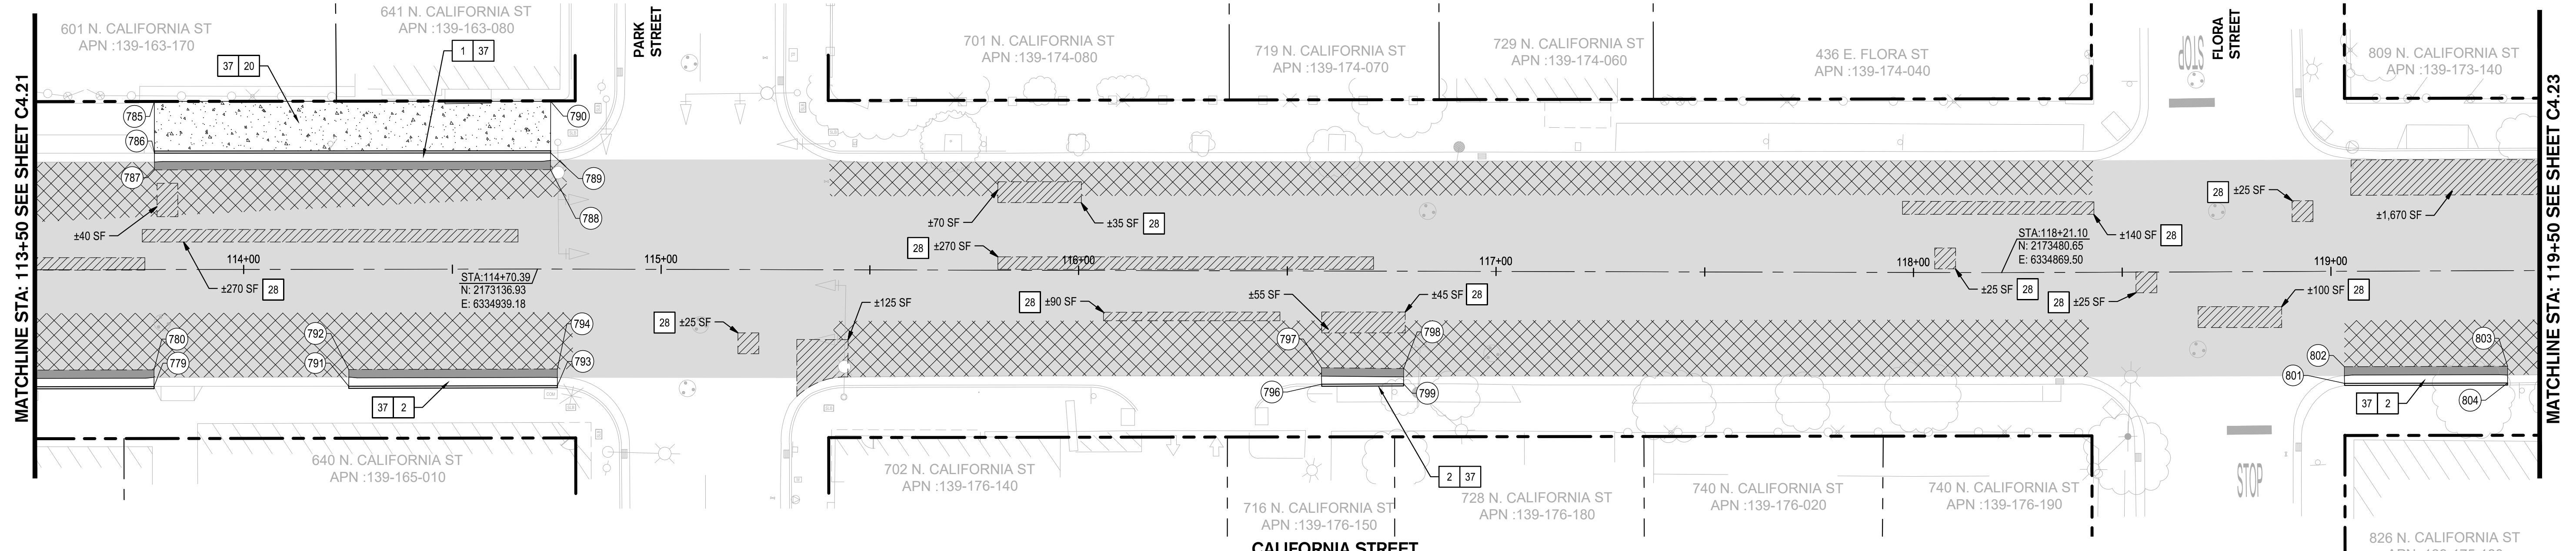 MATCHLINE STA: 113+50 SEE SHEET C4.21
601 N. CALIFORNIA ST
APN :139-163-170
641 N. CALIFORNIA ST
APN :139-163-080
37 20
1 37
PARK
STREET
701 N. CALIFORNIA ST
APN :139-174-080
719 N. CALIFORNIA ST
APN :139-174-070
729 N. CALIFORNIA ST
APN :139-174-060
436 E. FLORA ST
APN :139-174-040
STOP
FLORA
STREET
809 N. CALIFORNIA ST
APN :139-173-140
MATCHLINE STA: 119+50 SEE SHEET C4.23
785
786
787
790
789
788
±40 SF
±70 SF
±35 SF 28
28 ±25 SF
±1,670 SF
28 ±270 SF
±140 SF 28
STA:118+21.10
N: 2173480.65
E: 6334869.50
114+00
115+00
116+00
117+00
118+00
119+00
STA:114+70.39
N: 2173136.93
E: 6334939.18
±270 SF 28
±125 SF
28 ±90 SF
±55 SF
±45 SF 28
±25 SF 28
28 ±25 SF
±100 SF 28
28 ±25 SF
780
779
792
791
794
793
797
798
796
799
802
801
803
804
37 2
2 37
37 2
640 N. CALIFORNIA ST
APN :139-165-010
702 N. CALIFORNIA ST
APN :139-176-140
716 N. CALIFORNIA ST
APN :139-176-150
728 N. CALIFORNIA ST
APN :139-176-180
740 N. CALIFORNIA ST
APN :139-176-020
740 N. CALIFORNIA ST
APN :139-176-190
STOP
826 N. CALIFORNIA ST
CALIFORNIA STREET